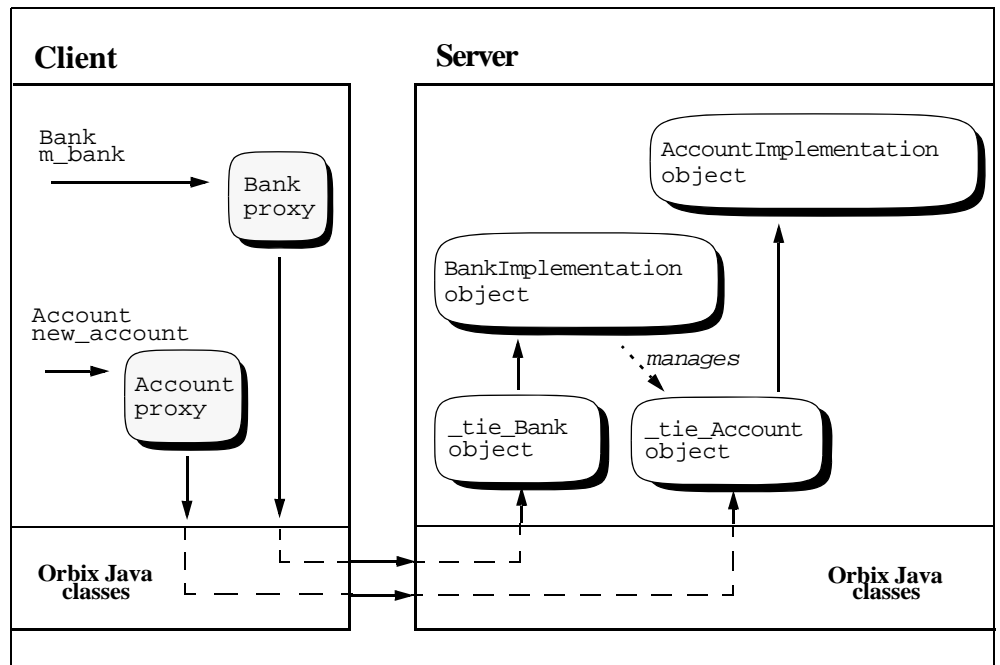 Client
Bank
m_bank
Bank
proxy
Account
new_account
Account
proxy
Orbix Java
classes
Server
AccountImplementation
object
BankImplementation
object
manages
_tie_Bank
object
_tie_Account
object
Orbix Java
classes